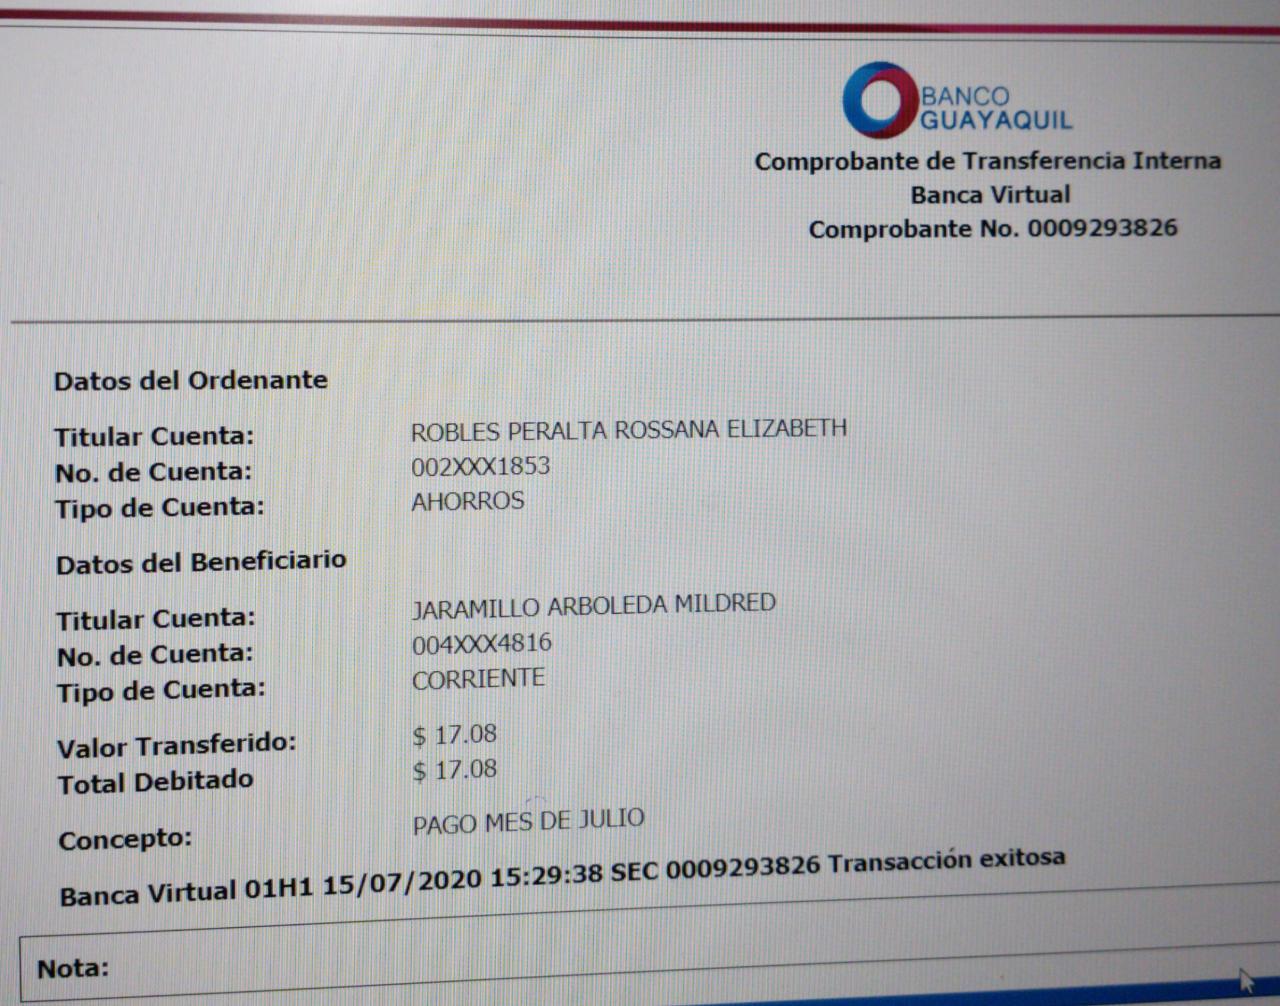 BANCO
GUAYAQUIL
Comprobante de Transferencia Interna
Banca Virtual
Comprobante No. 0009293826
Datos del Ordenante
Titular Cuenta: ROBLES PERALTA ROSSANA ELIZABETH
No. de Cuenta: 002XXX1853
Tipo de Cuenta: AHORROS
Datos del Beneficiario
Titular Cuenta: JARAMILLO ARBOLEDA MILDRED
No. de Cuenta: 004XXX4816
Tipo de Cuenta: CORRIENTE
Valor Transferido: $ 17.08
Total Debitado $ 17.08
Concepto: PAGO MES DE JULIO
Banca Virtual 01H1 15/07/2020 15:29:38 SEC 0009293826 Transacción exitosa
Nota: